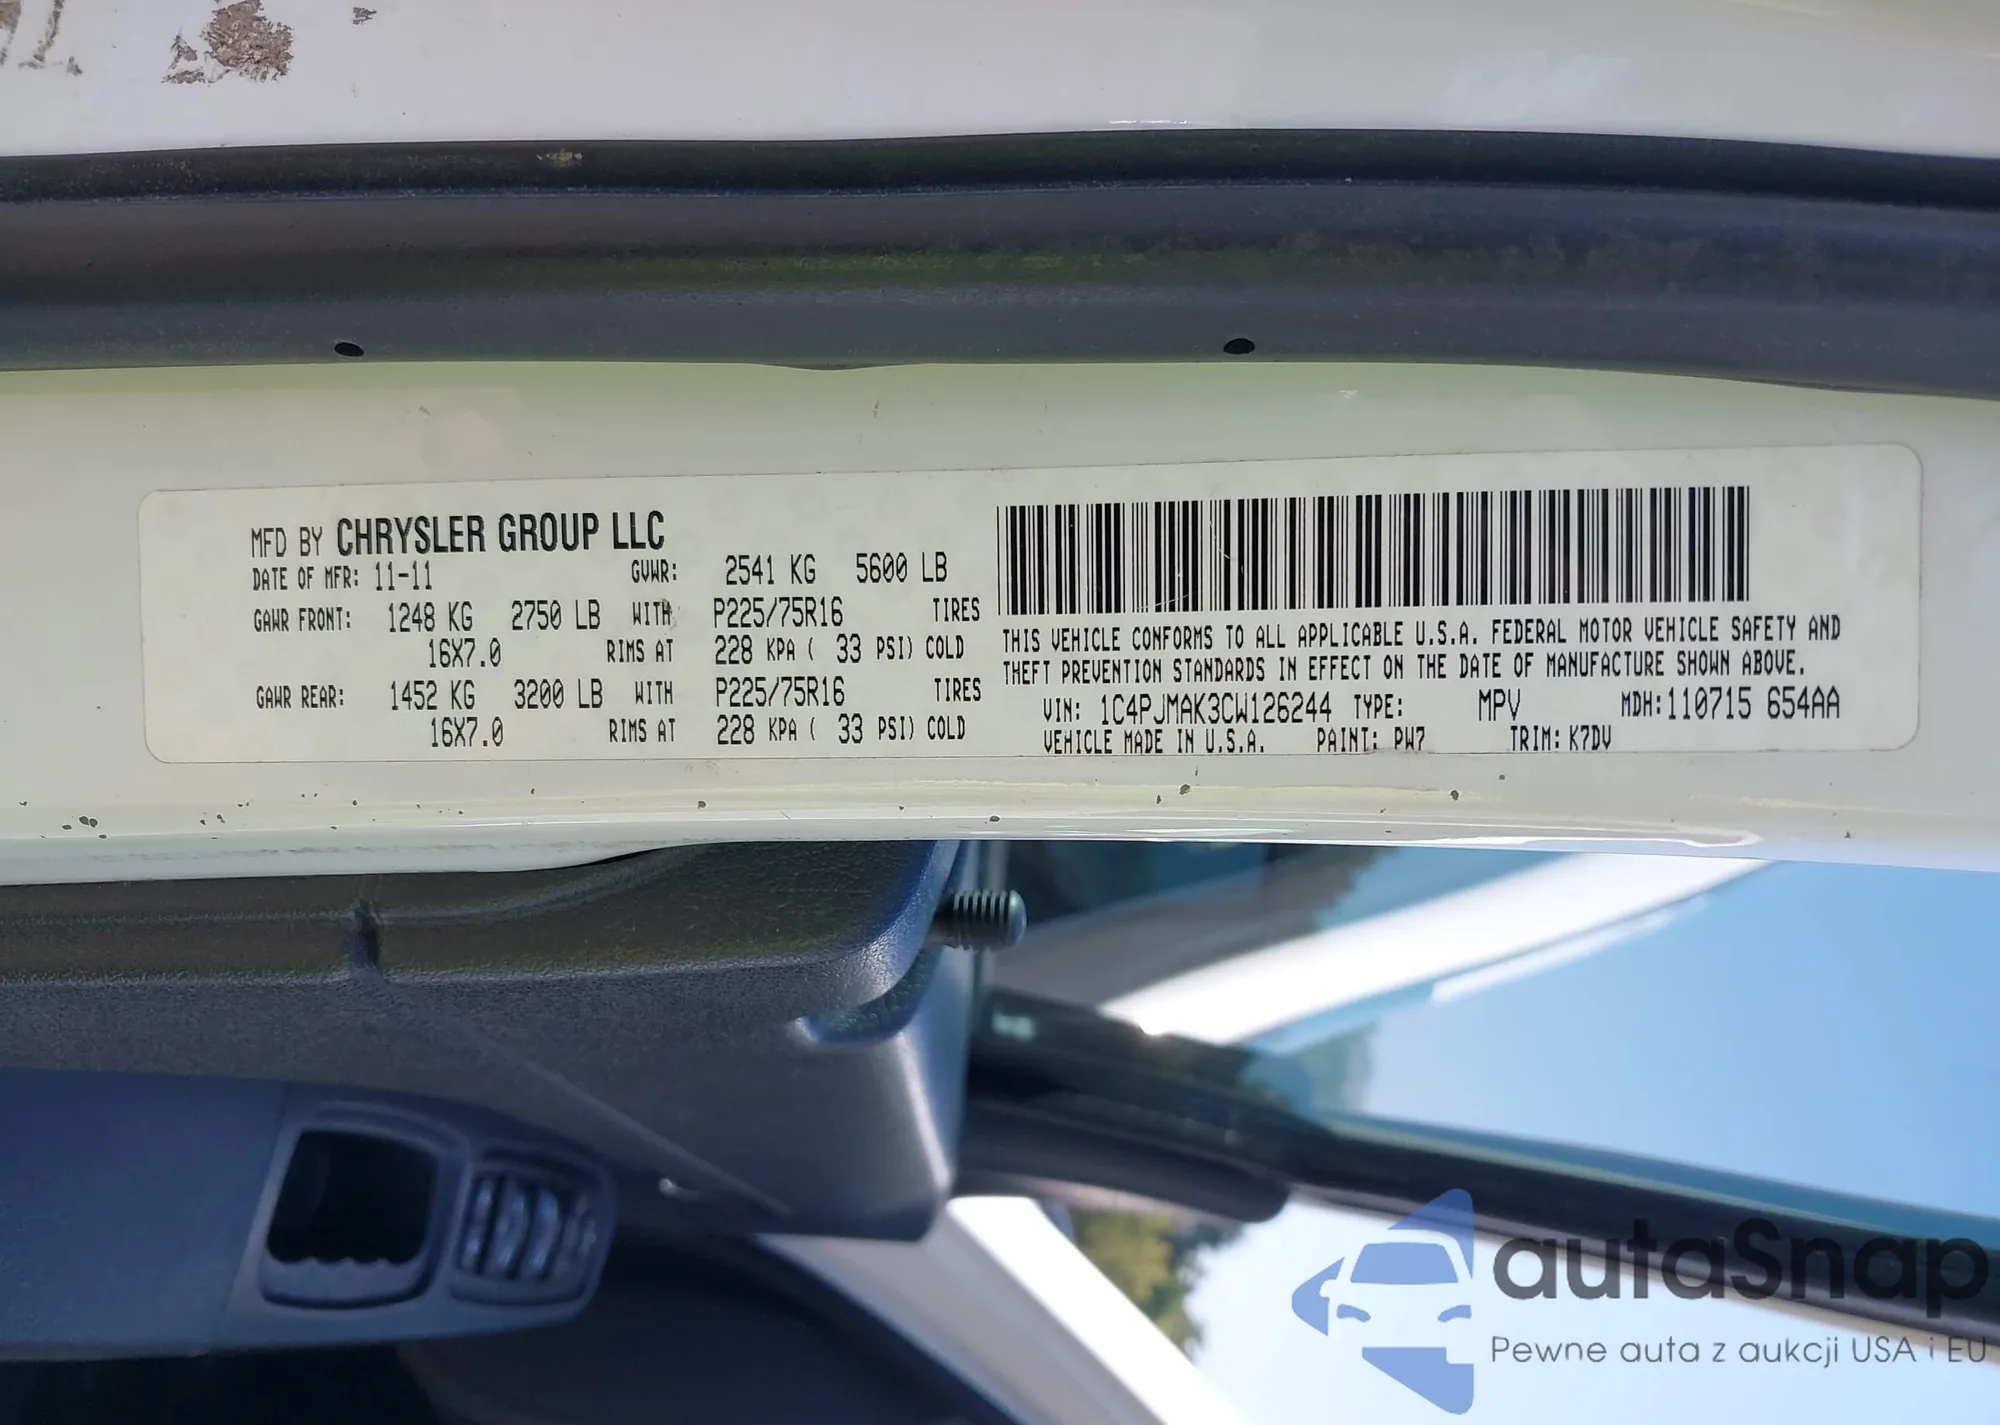 MFD BY CHRYSLER GROUP LLC
DATE OF MFR: 11-11 GVWR: 2541 KG 5600 LB
GAWR FRONT: 1248 KG 2750 LB WITH P225/75R16 TIRES
16X7.0 RIMS AT 228 KPA ( 33 PSI) COLD
GAWR REAR: 1452 KG 3200 LB WITH P225/75R16 TIRES
16X7.0 RIMS AT 228 KPA ( 33 PSI) COLD
THIS VEHICLE CONFORMS TO ALL APPLICABLE U.S.A. FEDERAL MOTOR VEHICLE SAFETY AND
THEFT PREVENTION STANDARDS IN EFFECT ON THE DATE OF MANUFACTURE SHOWN ABOVE.
VIN: 1C4PJMAK3CW126244 TYPE: MPV MDH:110715 654AA
VEHICLE MADE IN U.S.A. PAINT: PW7 TRIM: K7DV
autaSnap
Pewne auta z aukcji USA i EU